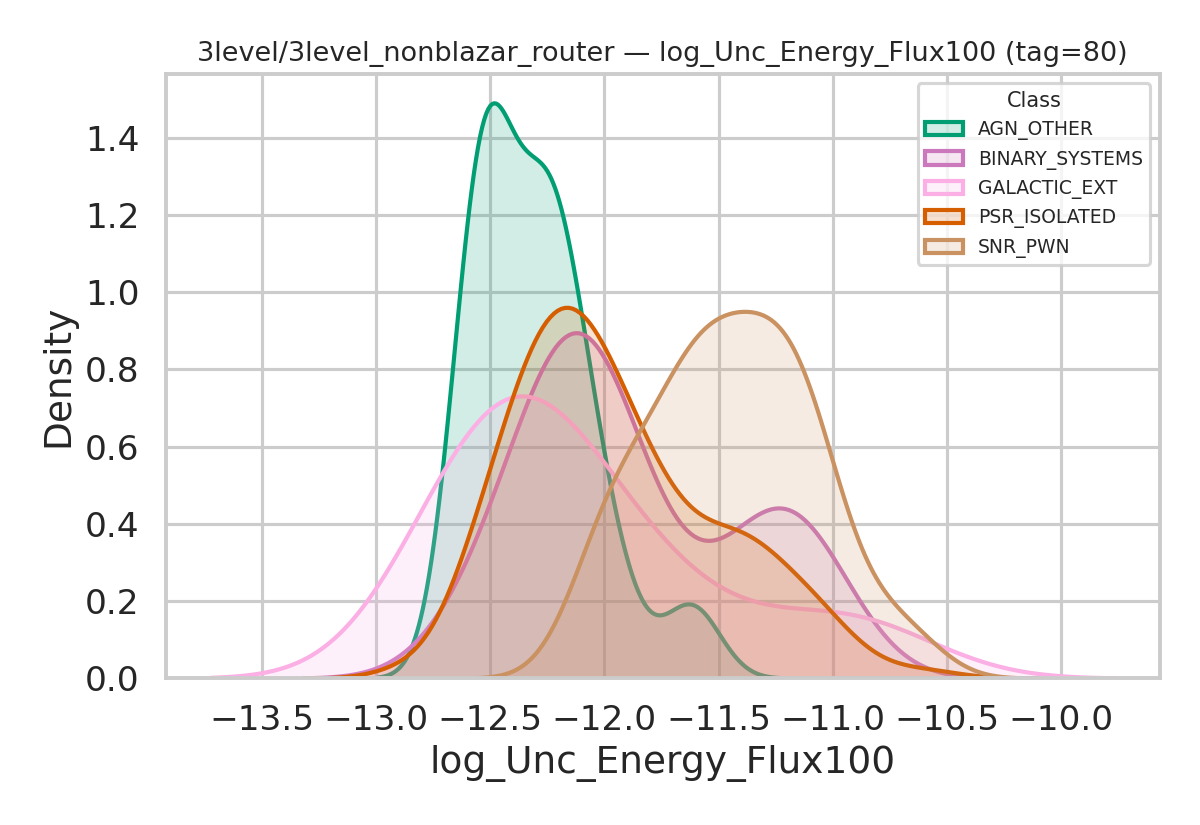 3level/3level_nonblazar_router — log_Unc_Energy_Flux100 (tag=80)
Class
AGN_OTHER
BINARY_SYSTEMS
GALACTIC_EXT
PSR_ISOLATED
SNR_PWN
Density
1.4
1.2
1.0
0.8
0.6
0.4
0.2
0.0
−13.5 −13.0 −12.5 −12.0 −11.5 −11.0 −10.5 −10.0
log_Unc_Energy_Flux100